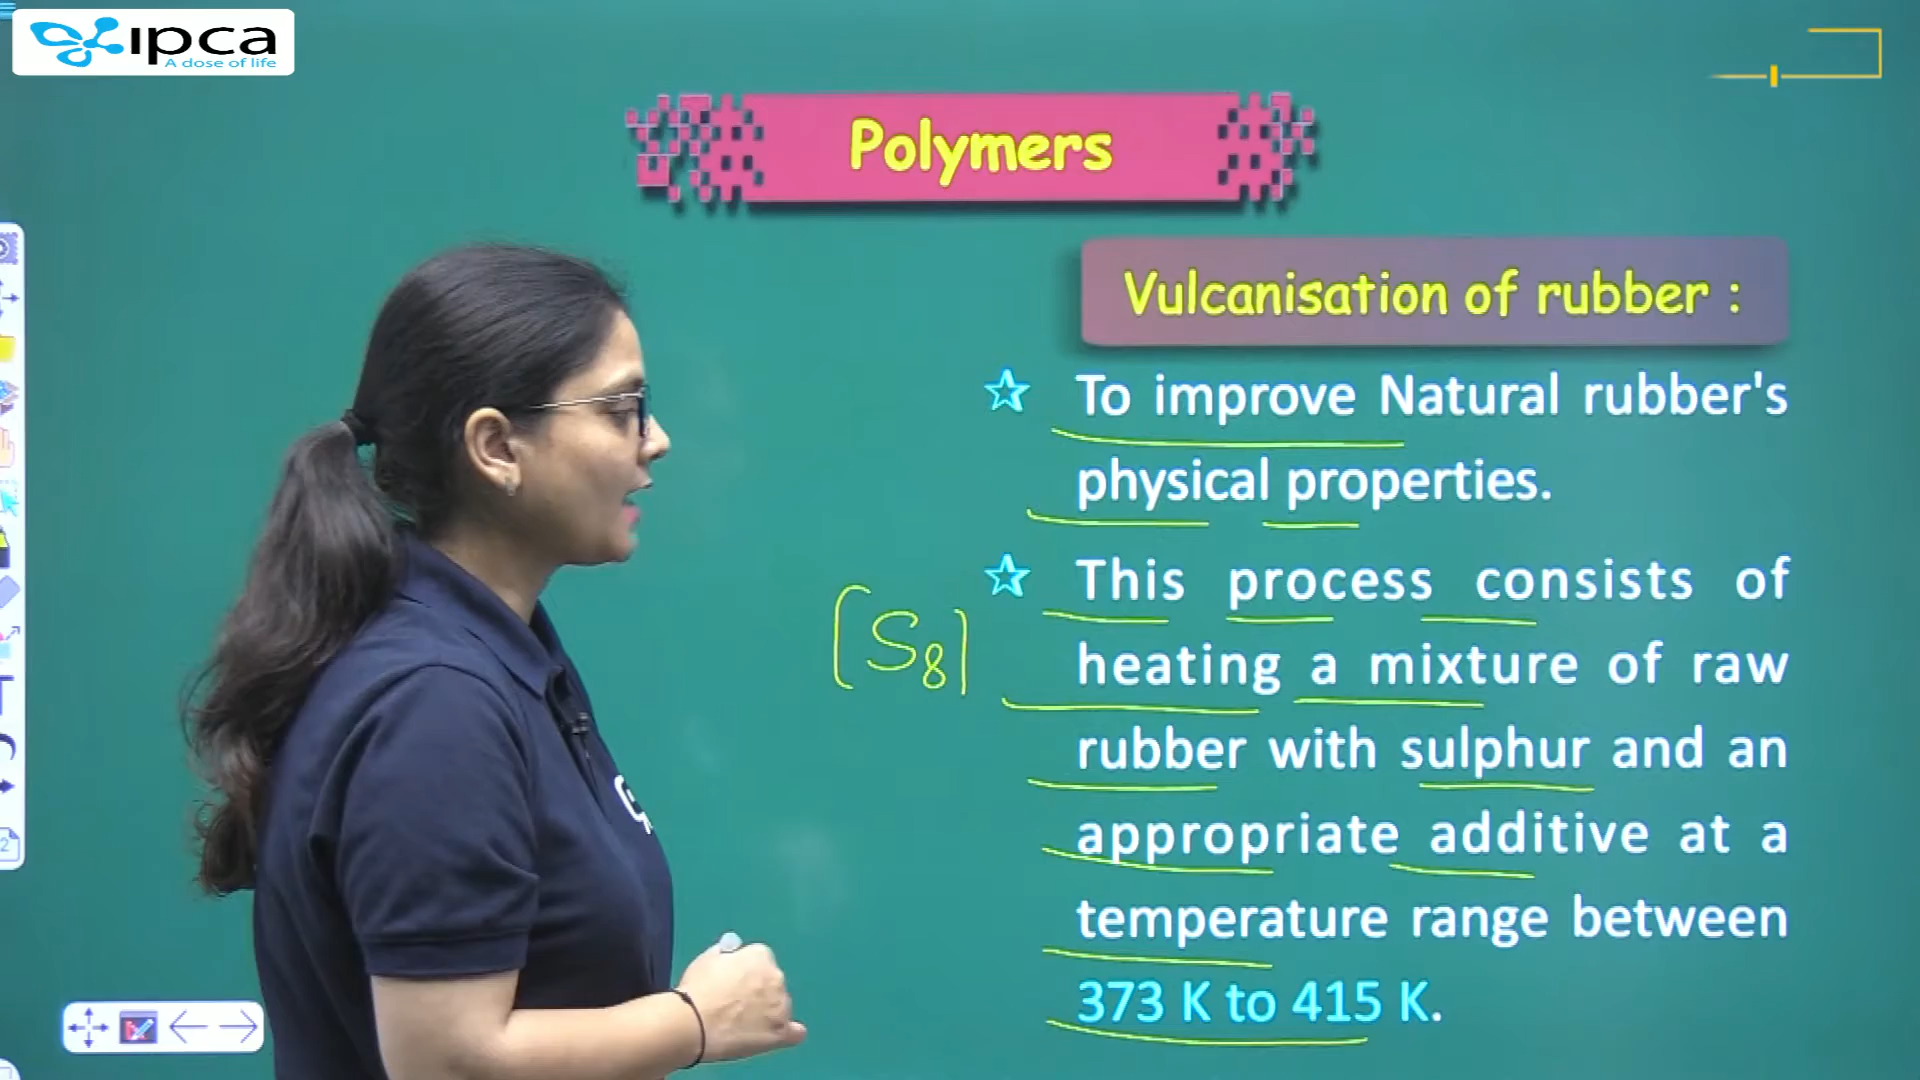 ipca
A dose of life
Polymers
Vulcanisation of rubber :
☆ To improve Natural rubber's
physical properties.
☆ This process consists of
heating a mixture of raw
rubber with sulphur and an
appropriate additive at a
temperature range between
373 K to 415 K.
[S8]